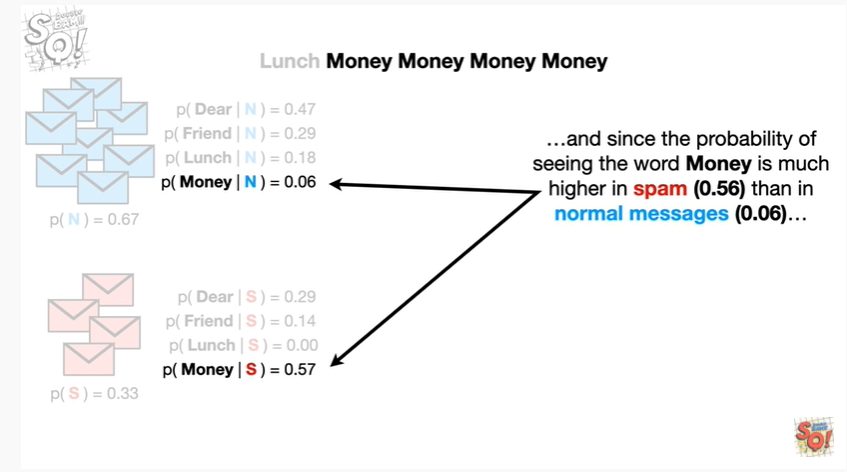 Lunch Money Money Money Money
p( Dear | N ) = 0.47
p( Friend | N ) = 0.29
p( Lunch | N ) = 0.18
p( Money | N ) = 0.06
p( N ) = 0.67
…and since the probability of
seeing the word Money is much
higher in spam (0.56) than in
normal messages (0.06)…
p( Dear | S ) = 0.29
p( Friend | S ) = 0.14
p( Lunch | S ) = 0.00
p( Money | S ) = 0.57
p( S ) = 0.33
SQ!